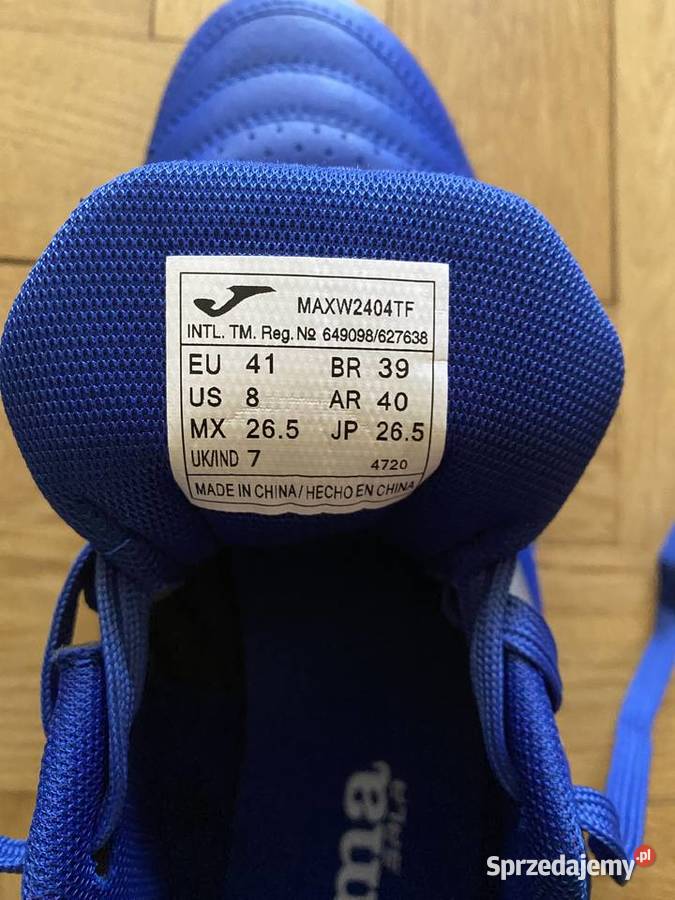 MAXW2404TF
INTL. TM. Reg. № 649098/627638
EU 41 BR 39
US 8 AR 40
MX 26.5 JP 26.5
UK/IND 7 4720
MADE IN CHINA/HECHO EN CHINA
ma
Sprzedajemy.pl